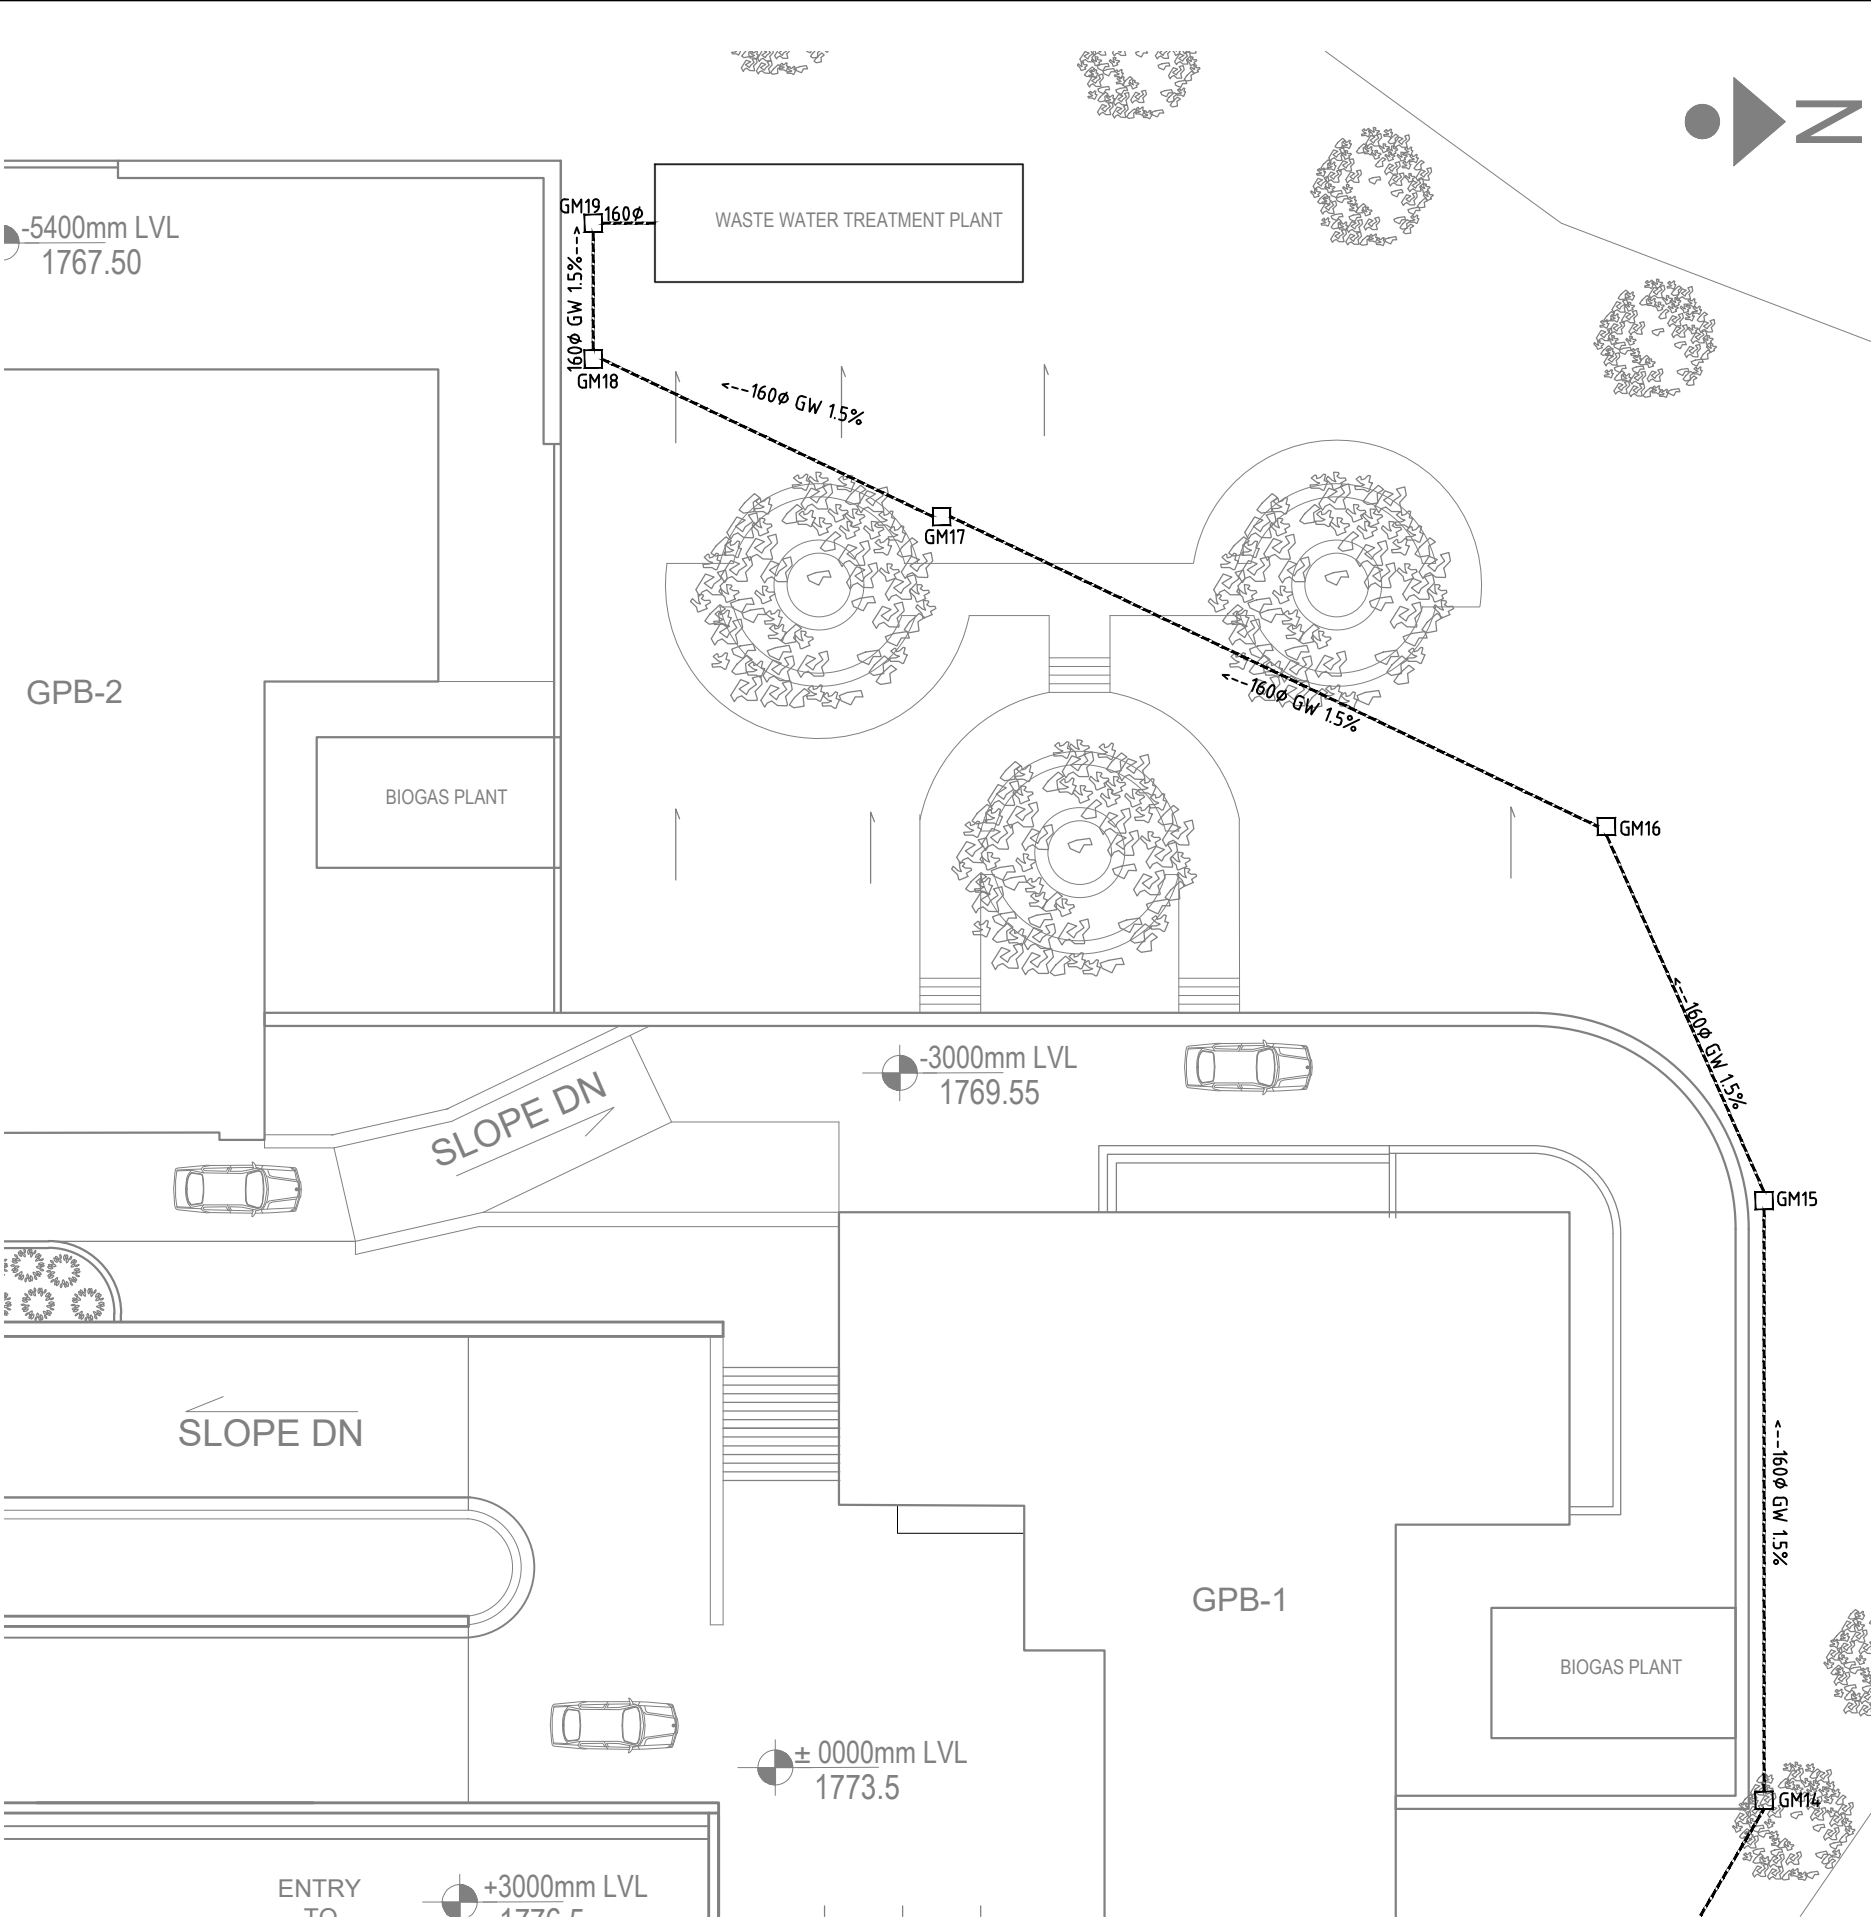 N
GM19
160ø
WASTE WATER TREATMENT PLANT
-5400mm LVL
1767.50
160ø GW 1.5%--->
GM18
<---160ø GW 1.5%
GM17
GPB-2
<---160ø GW 1.5%
BIOGAS PLANT
GM16
<---160ø GW 1.5%
-3000mm LVL
1769.55
SLOPE DN
GM15
SLOPE DN
<---160ø GW 1.5%
GPB-1
BIOGAS PLANT
± 0000mm LVL
1773.5
GM14
ENTRY
TO
+3000mm LVL
1776.5